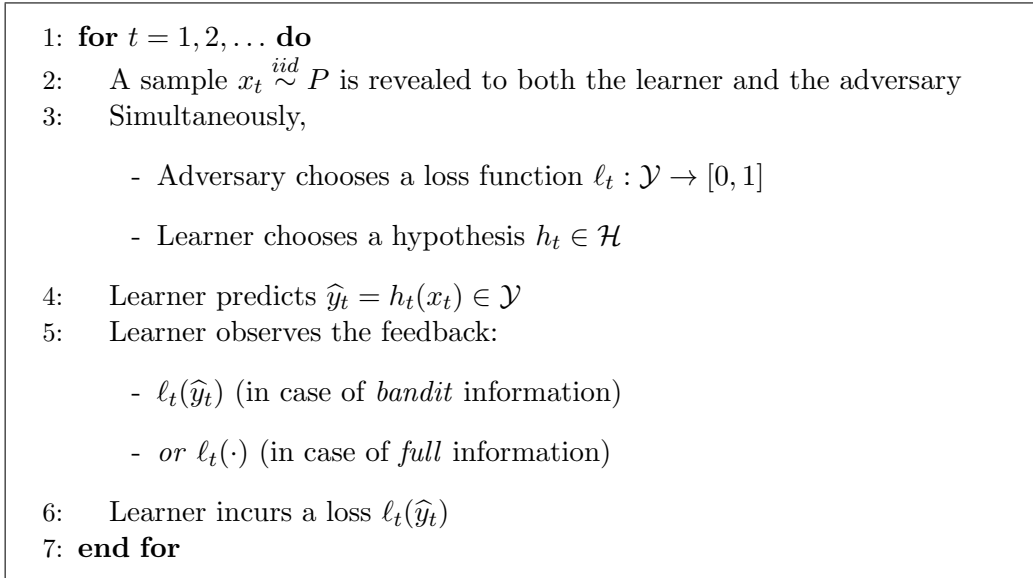 1: for t = 1, 2, . . . do
2: A sample x_t \overset{iid}{\sim} P is revealed to both the learner and the adversary
3: Simultaneously,
- Adversary chooses a loss function ℓ_t : 𝒴 → [0, 1]
- Learner chooses a hypothesis h_t ∈ ℋ
4: Learner predicts ŷ_t = h_t(x_t) ∈ 𝒴
5: Learner observes the feedback:
- ℓ_t(ŷ_t) (in case of bandit information)
- or ℓ_t(·) (in case of full information)
6: Learner incurs a loss ℓ_t(ŷ_t)
7: end for